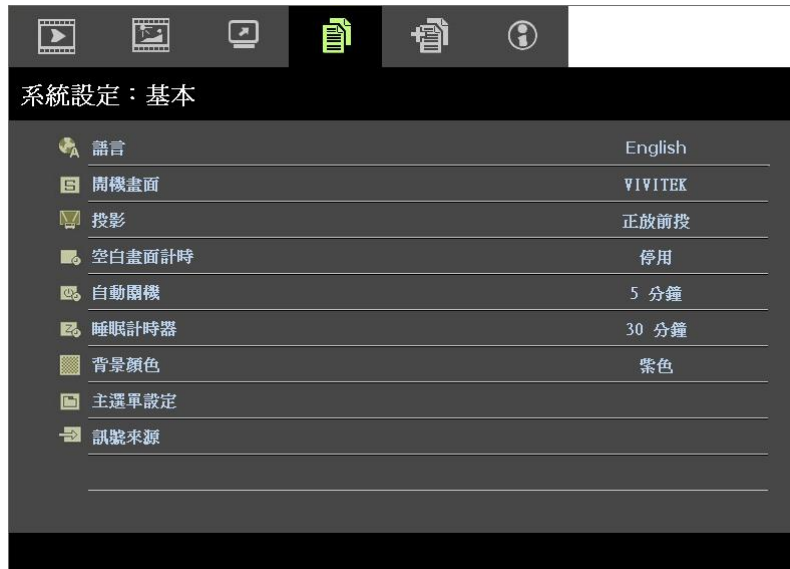 系統設定：基本
語言 English
開機畫面 VIVITEK
投影 正放前投
空白畫面計時 停用
自動關機 5 分鐘
睡眠計時器 30 分鐘
背景顏色 紫色
主選單設定
訊號來源